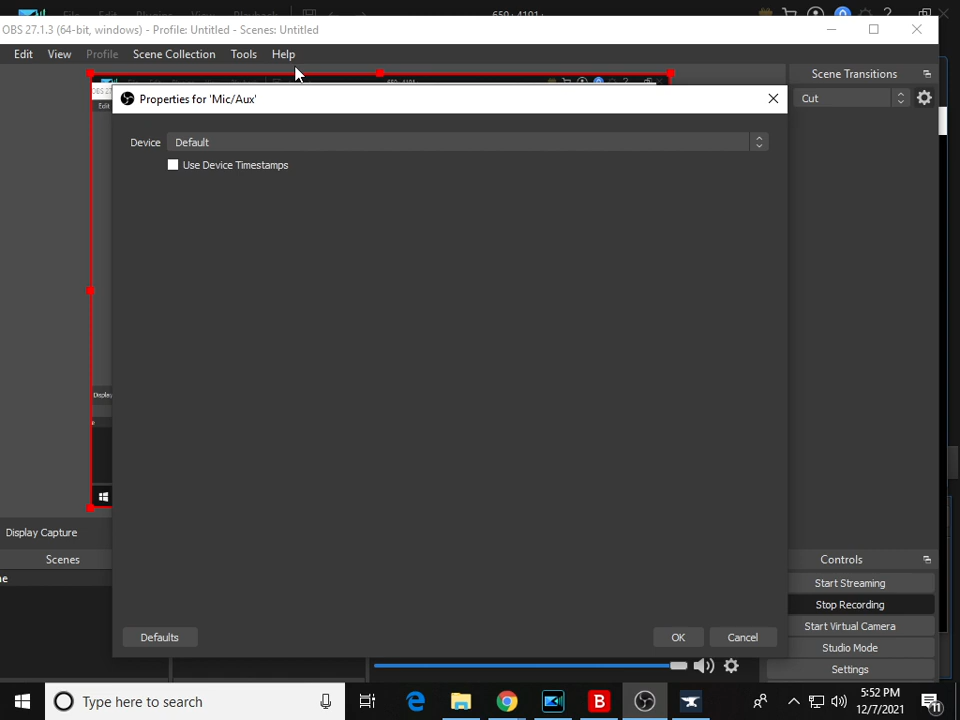 OBS 27.1.3 (64-bit, windows) - Profile: Untitled - Scenes: Untitled
Edit View Profile Scene Collection Tools Help
Scene Transitions
Properties for 'Mic/Aux'
Cut
Device Default
Use Device Timestamps
Display Capture
Scenes
Controls
Start Streaming
Stop Recording
Start Virtual Camera
Defaults
OK
Cancel
Studio Mode
Settings
Type here to search
5:52 PM
12/7/2021
11